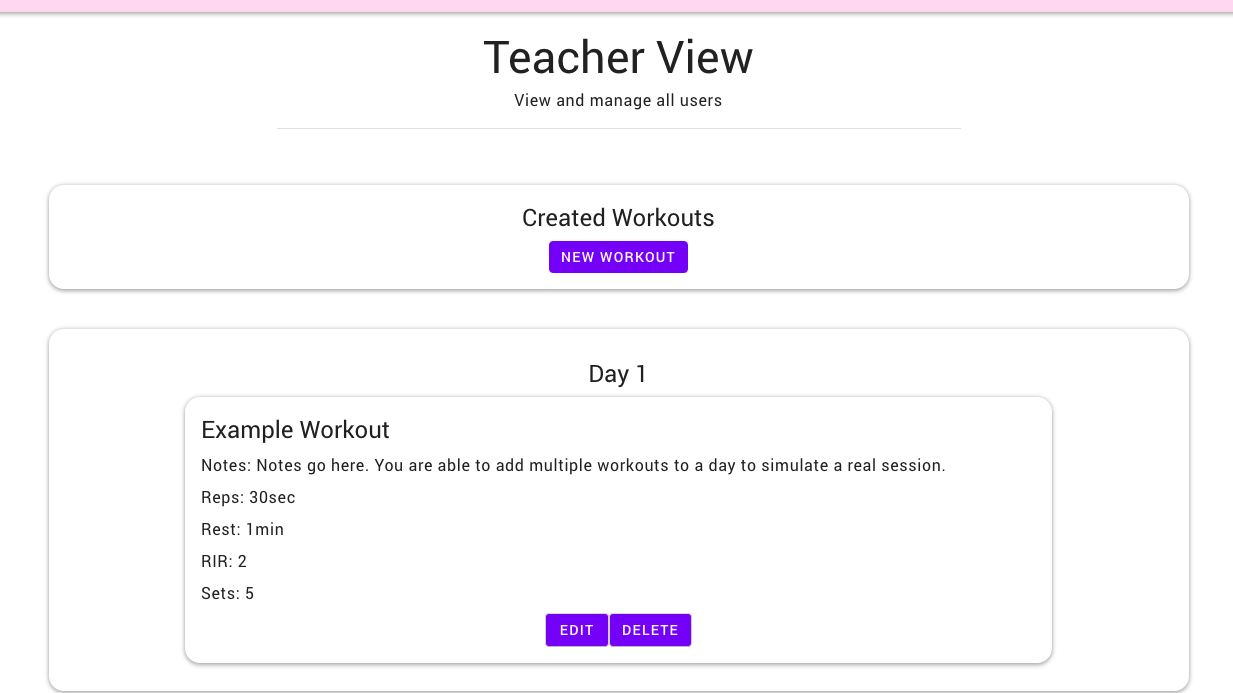 Teacher View
View and manage all users
Created Workouts
NEW WORKOUT
Day 1
Example Workout
Notes: Notes go here. You are able to add multiple workouts to a day to simulate a real session.
Reps: 30sec
Rest: 1min
RIR: 2
Sets: 5
EDIT DELETE